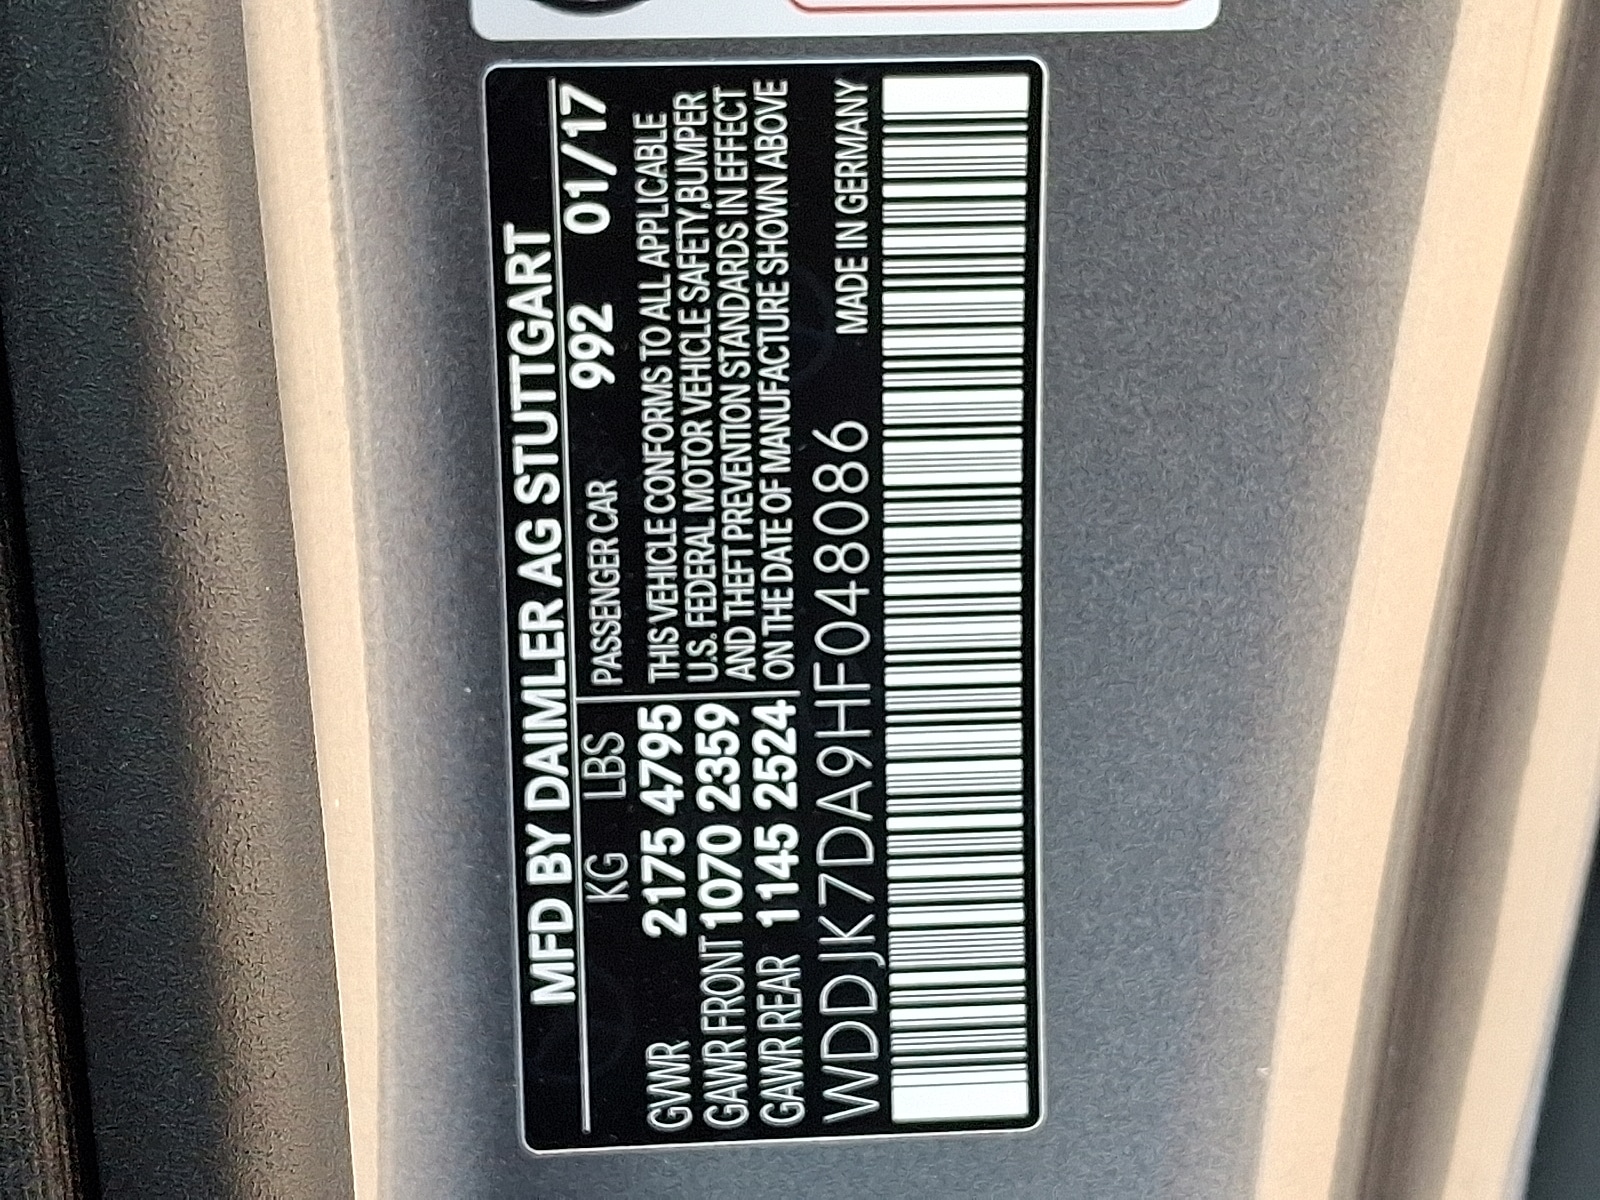 MFD BY DAIMLER AG STUTTGART
KG LBS PASSENGER CAR 992 01/17
GVWR 2175 4795 THIS VEHICLE CONFORMS TO ALL APPLICABLE
GAWR FRONT 1070 2359 U.S. FEDERAL MOTOR VEHICLE SAFETY,BUMPER
GAWR REAR 1145 2524 AND THEFT PREVENTION STANDARDS IN EFFECT
ON THE DATE OF MANUFACTURE SHOWN ABOVE
WDDJK7DA9HF048086 MADE IN GERMANY